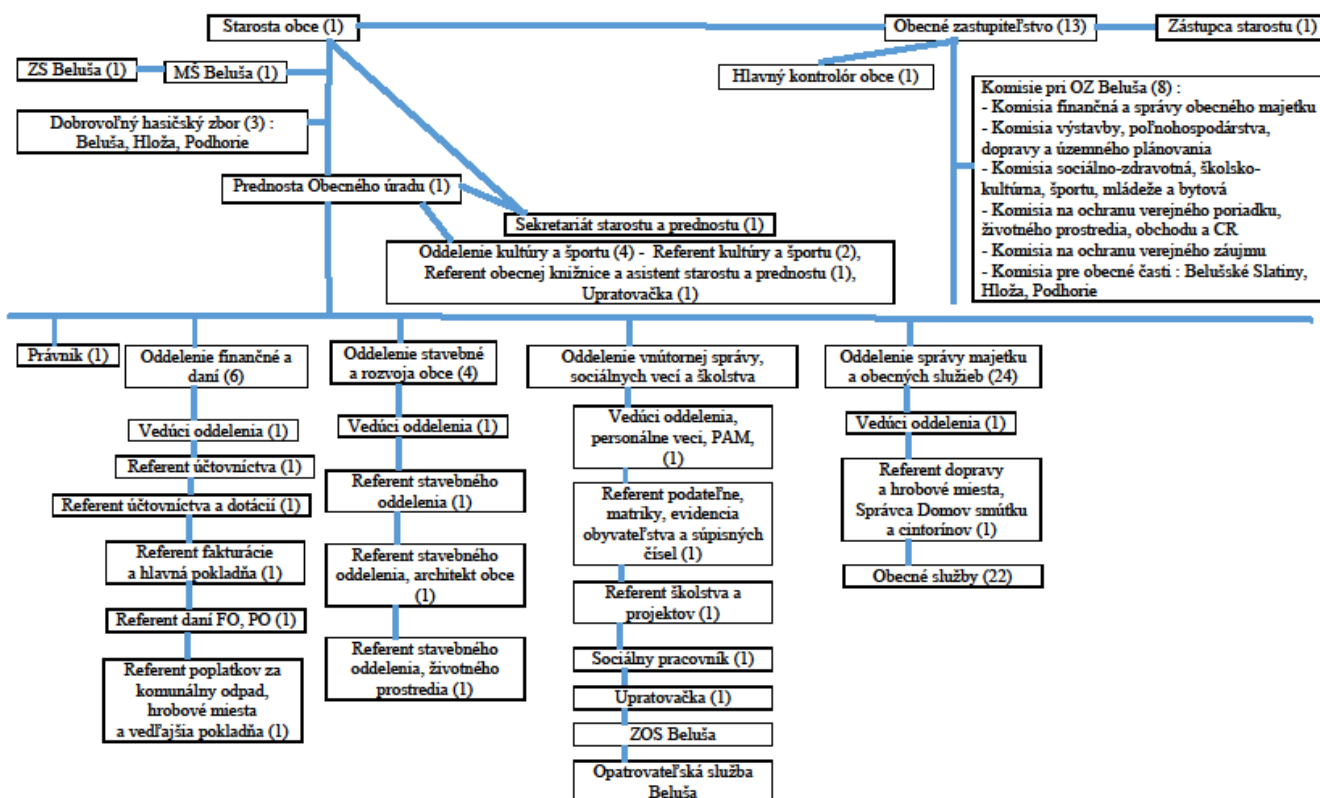 Starosta obce (1)
Obecné zastupiteľstvo (13)
Zástupca starostu (1)
ZS Beluša (1)
MŠ Beluša (1)
Hlavný kontrolór obce (1)
Komisie pri OZ Beluša (8) :
- Komisia finančná a správy obecného majetku
- Komisia výstavby, poľnohospodárstva,
dopravy a územného plánovania
- Komisia sociálno-zdravotná, školsko-
kultúrna, športu, mládeže a bytová
- Komisia na ochranu verejného poriadku,
životného prostredia, obchodu a CR
- Komisia na ochranu verejného záujmu
- Komisia pre obecné časti : Belušské Slatiny,
Hloža, Podhorie
Dobrovoľný hasičský zbor (3) :
Beluša, Hloža, Podhorie
Prednosta Obecného úradu (1)
Sekretariát starostu a prednostu (1)
Oddelenie kultúry a športu (4) - Referent kultúry a športu (2),
Referent obecnej knižnice a asistent starostu a prednostu (1),
Upratovačka (1)
Právnik (1)
Oddelenie finančné a
daní (6)
Vedúci oddelenia (1)
Referent účtovníctva (1)
Referent účtovníctva a dotácií (1)
Referent fakturácie
a hlavná pokladňa (1)
Referent daní FO, PO (1)
Referent poplatkov za
komunálny odpad,
hrobové miesta
a vedľajšia pokladňa (1)
Oddelenie stavebné
a rozvoja obce (4)
Vedúci oddelenia (1)
Referent stavebného
oddelenia (1)
Referent stavebného
oddelenia, architekt obce
(1)
Referent stavebného
oddelenia, životného
prostredia (1)
Oddelenie vnútornej správy,
sociálnych vecí a školstva
Vedúci oddelenia,
personálne veci, PAM,
(1)
Referent podateľne,
matriky, evidencia
obyvateľstva a súpisných
čísel (1)
Referent školstva a
projektov (1)
Sociálny pracovník (1)
Upratovačka (1)
ZOS Beluša
Opatrovateľská služba
Beluša
Oddelenie správy majetku
a obecných služieb (24)
Vedúci oddelenia (1)
Referent dopravy
a hrobové miesta,
Správca Domov smútku
a cintorínov (1)
Obecné služby (22)